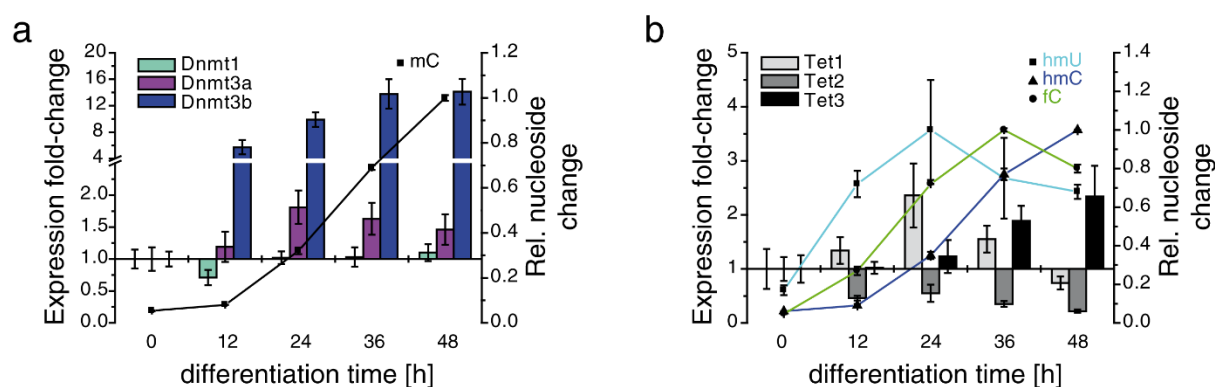 a
Expression fold-change
20
16
12
8
4
2.0
1.5
1.0
0.5
0.0
Dnmt1
Dnmt3a
Dnmt3b
mC
1.2
1.0
0.8
0.6
0.4
0.2
0.0
Rel. nucleoside
change
0 12 24 36 48
differentiation time [h]
b
Expression fold-change
5
4
3
2
1
0
Tet1
Tet2
Tet3
hmU
hmC
fC
1.4
1.2
1.0
0.8
0.6
0.4
0.2
0.0
Rel. nucleoside
change
0 12 24 36 48
differentiation time [h]